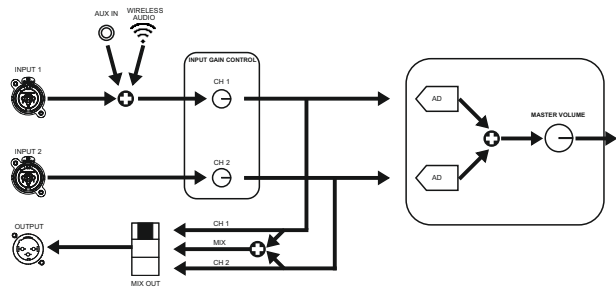 AUX IN
WIRELESS
AUDIO
INPUT 1
INPUT GAIN CONTROL
CH 1
AD
MASTER VOLUME
INPUT 2
CH 2
AD
OUTPUT
CH 1
MIX
CH 2
MIX OUT